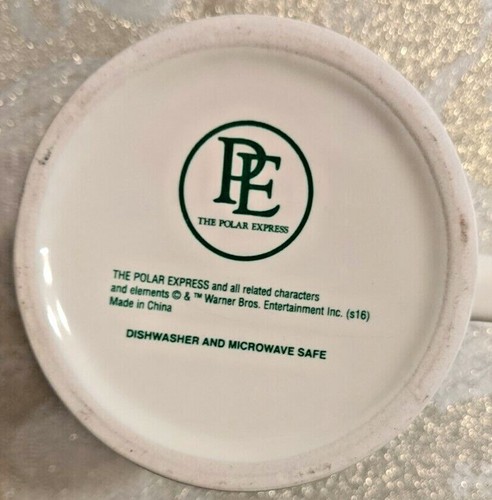 PE
THE POLAR EXPRESS
THE POLAR EXPRESS and all related characters
and elements © & ™ Warner Bros. Entertainment Inc. (s16)
Made in China
DISHWASHER AND MICROWAVE SAFE